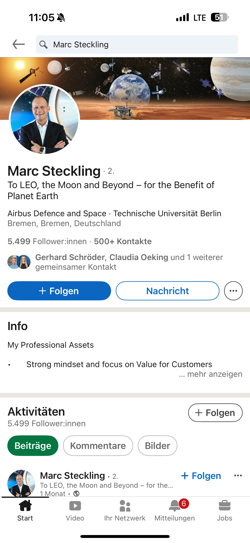 11:05
LTE 5
Marc Steckling
Marc Steckling · 2.
To LEO, the Moon and Beyond – for the Benefit of
Planet Earth
Airbus Defence and Space · Technische Universität Berlin
Bremen, Bremen, Deutschland
5.499 Follower:innen · 500+ Kontakte
Gerhard Schröder, Claudia Oeking und 1 weiterer
gemeinsamer Kontakt
+ Folgen
Nachricht
Info
My Professional Assets
• Strong mindset and focus on Value for Customers
... mehr anzeigen
Aktivitäten
5.499 Follower:innen
+ Folgen
Beiträge
Kommentare
Bilder
Marc Steckling • 2.
To LEO, the Moon and Beyond – for the...
1 Monat •
+ Folgen
6
Start
Video
Ihr Netzwerk
Mitteilungen
Jobs